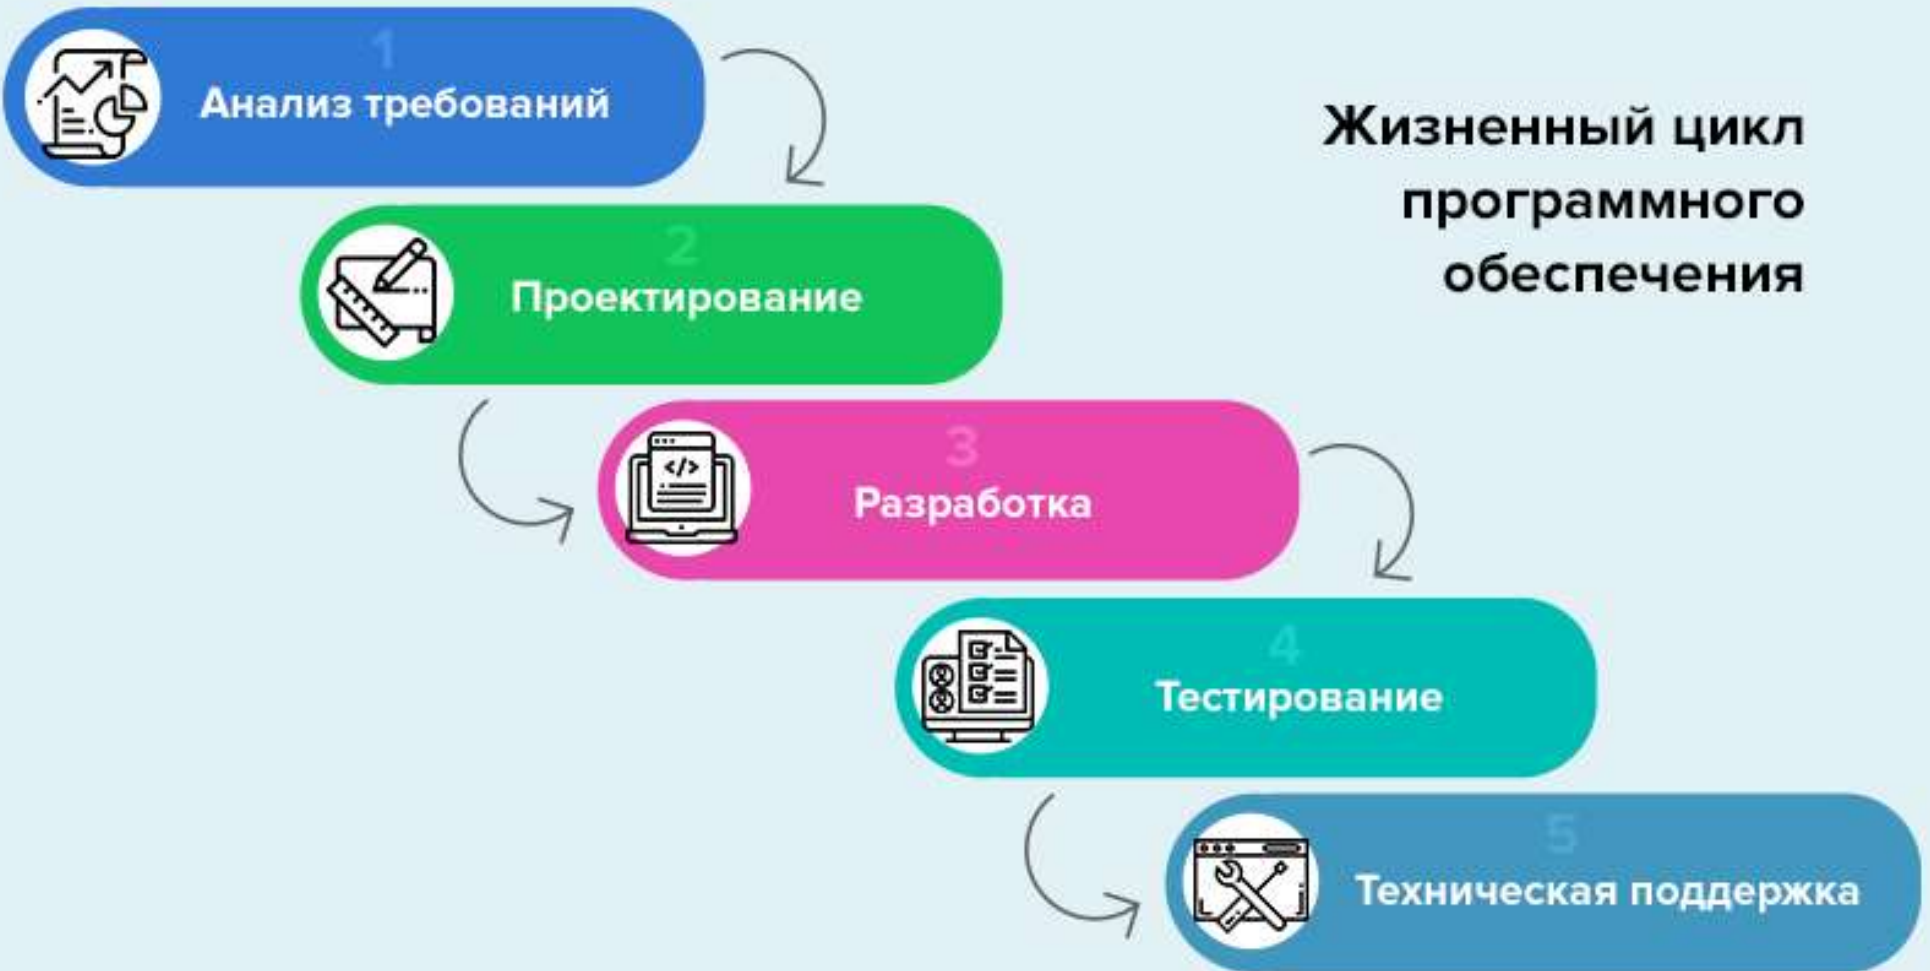 1
Анализ требований
Жизненный цикл
программного
обеспечения
2
Проектирование
3
</>
Разработка
4
Тестирование
5
Техническая поддержка